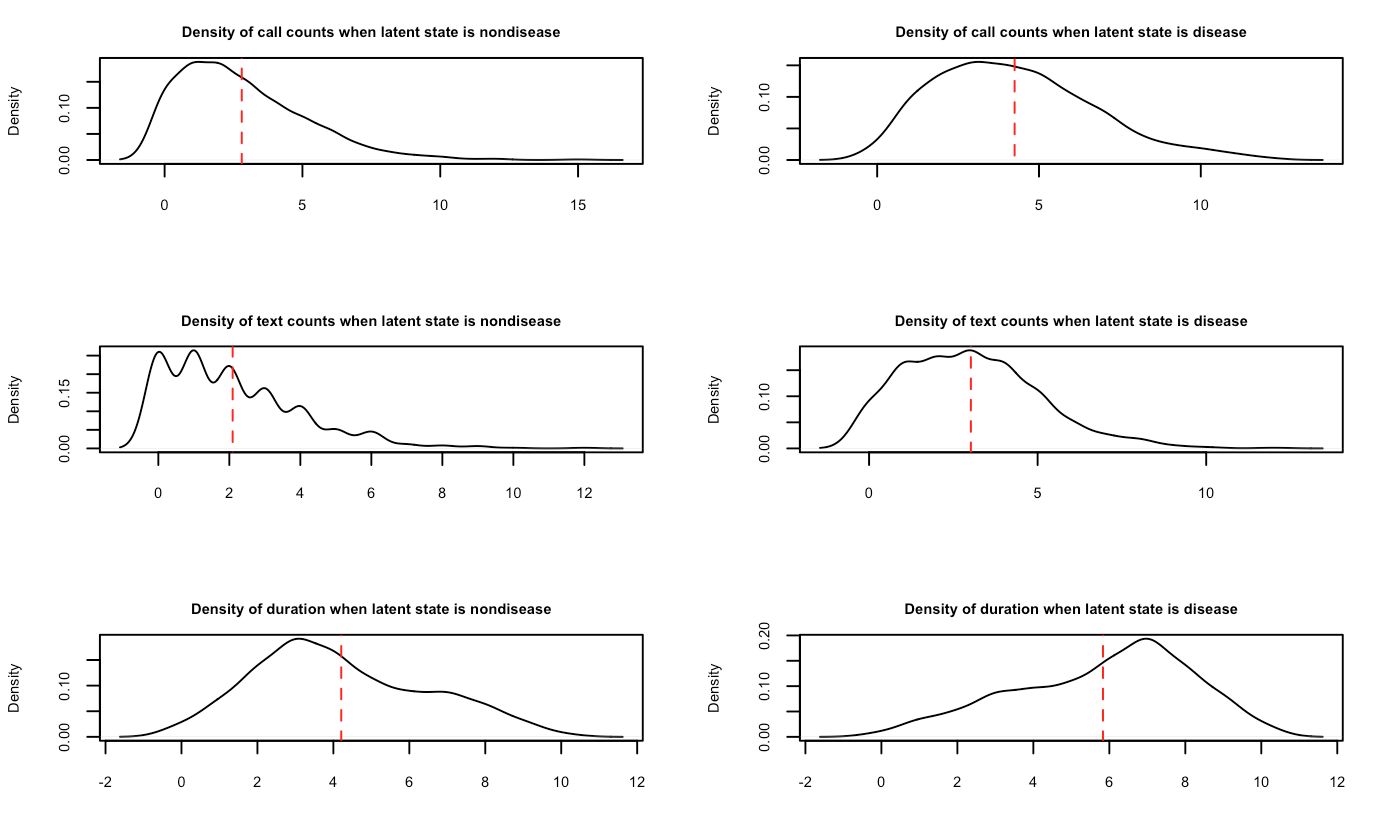 Density of call counts when latent state is nondisease
Density
0.00 0.10
0 5 10 15
Density of call counts when latent state is disease
Density
0.00 0.10
0 5 10
Density of text counts when latent state is nondisease
Density
0.00 0.15
0 2 4 6 8 10 12
Density of text counts when latent state is disease
Density
0.00 0.10
0 5 10
Density of duration when latent state is nondisease
Density
0.00 0.10
-2 0 2 4 6 8 10 12
Density of duration when latent state is disease
Density
0.00 0.10 0.20
-2 0 2 4 6 8 10 12